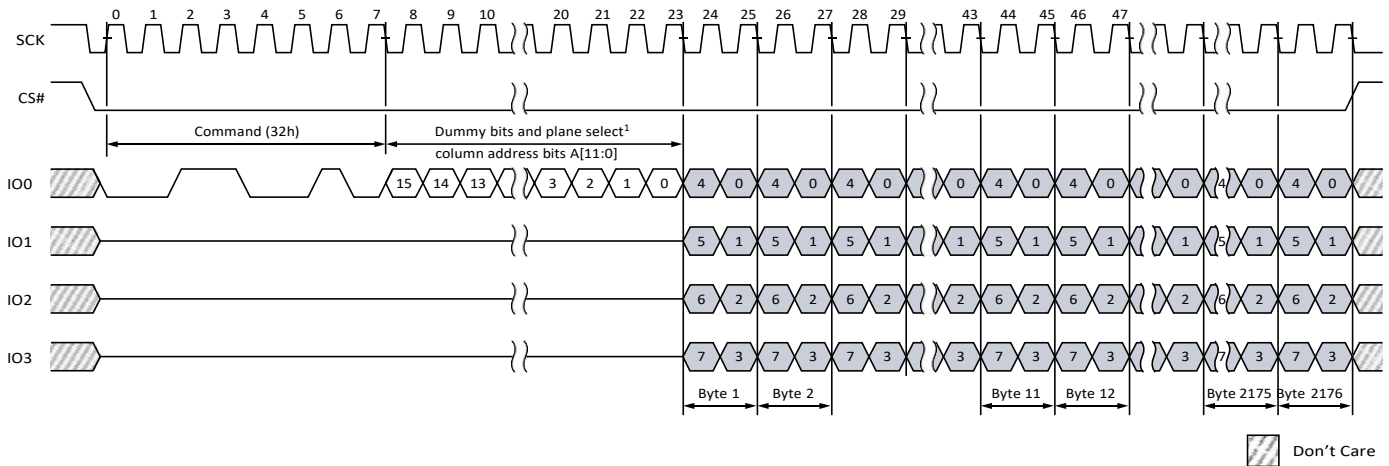 0 1 2 3 4 5 6 7 8 9 10 20 21 22 23 24 25 26 27 28 29 43 44 45 46 47
SCK
CS#
Command (32h)
Dummy bits and plane select1
column address bits A[11:0]
IO0 15 14 13 3 2 1 0 4 0 4 0 4 0 0 4 0 4 0 0 4 0 4 0
IO1 5 1 5 1 5 1 1 5 1 5 1 1 5 1 5 1
IO2 6 2 6 2 6 2 2 6 2 6 2 2 6 2 6 2
IO3 7 3 7 3 7 3 3 7 3 7 3 3 7 3 7 3
Byte 1 Byte 2 Byte 11 Byte 12 Byte 2175 Byte 2176
Don't Care